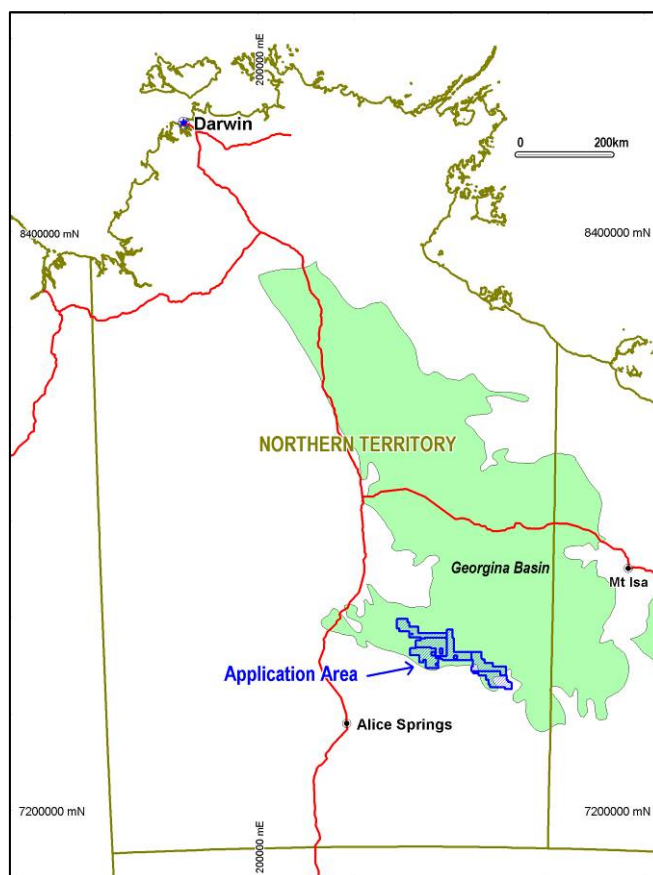 200000 mE
Darwin
0 200km
8400000 mN
8400000 mN
NORTHERN TERRITORY
Georgina Basin
Mt Isa
Application Area
Alice Springs
7200000 mN
7200000 mN
200000 mE